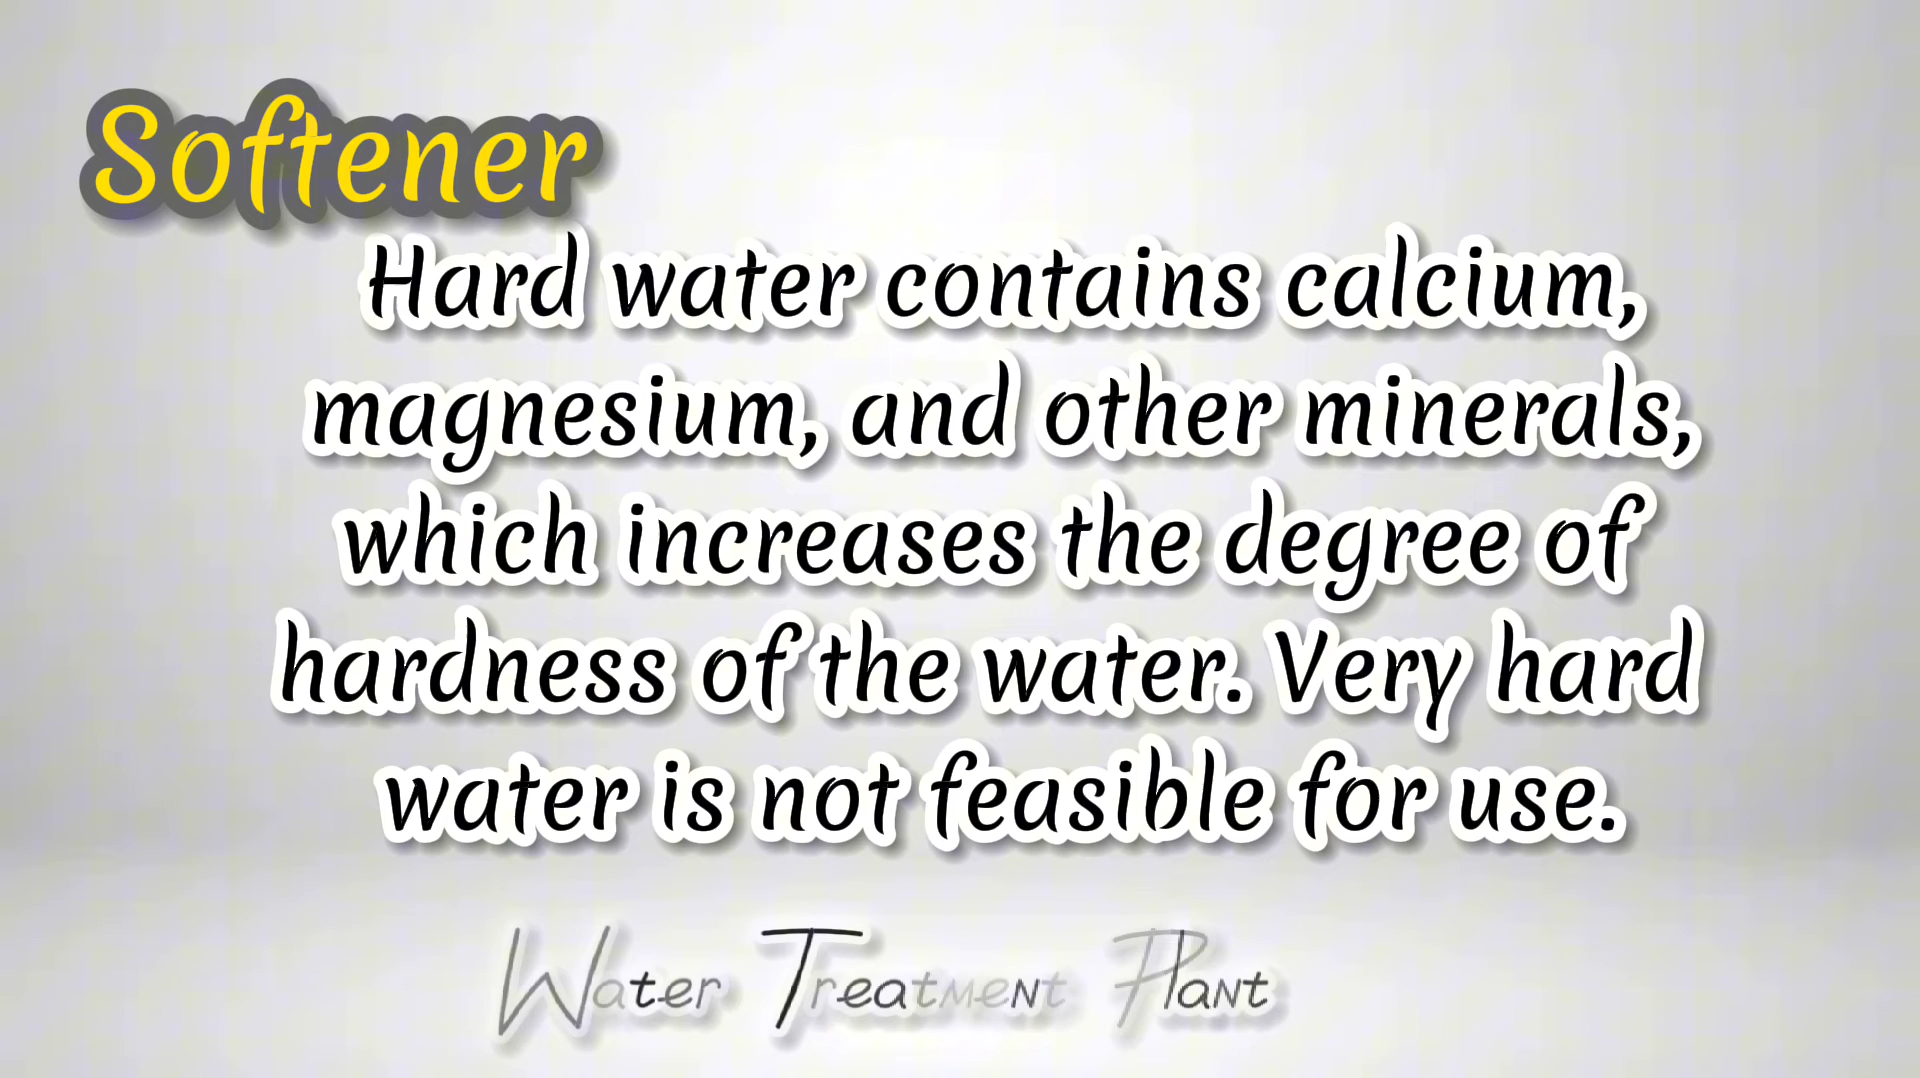 Softener
Hard water contains calcium,
magnesium, and other minerals,
which increases the degree of
hardness of the water. Very hard
water is not feasible for use.
Water Treatment Plant